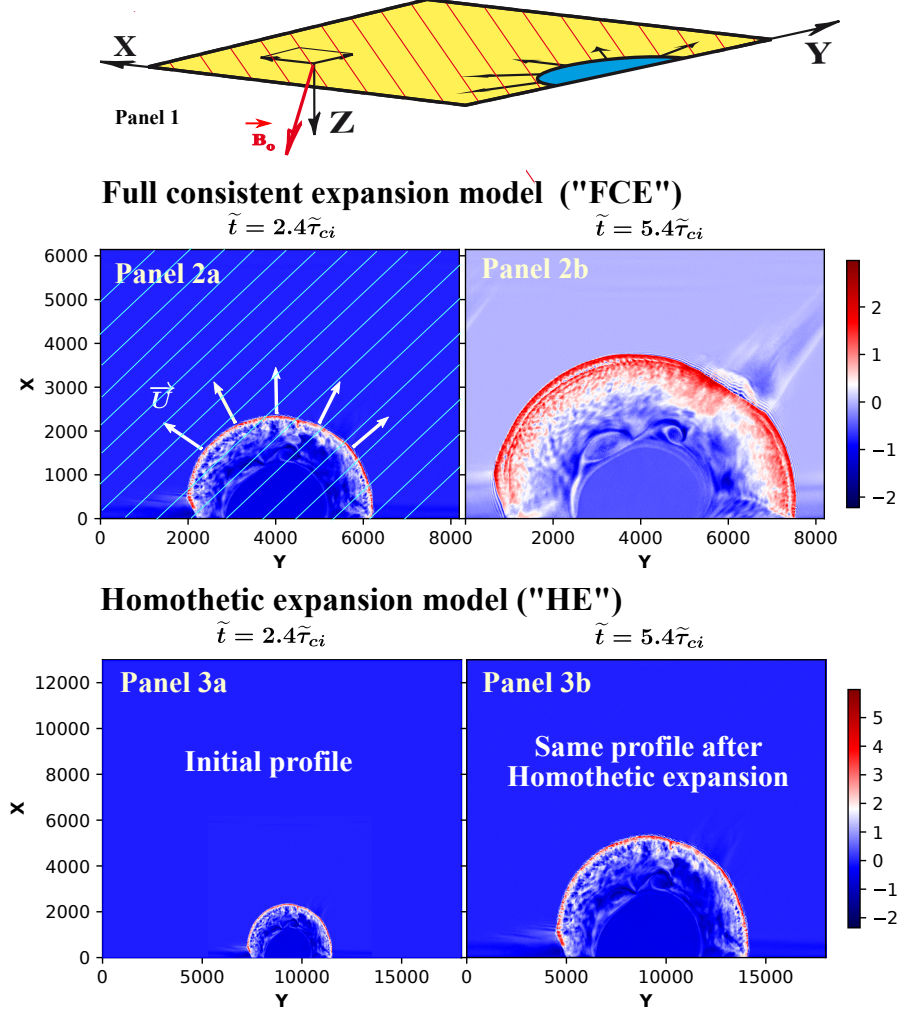 X
Y
Panel 1
Z
B₀
Full consistent expansion model ("FCE")
t̃ = 2.4τ̃ci
t̃ = 5.4τ̃ci
Panel 2a
Panel 2b
6000
5000
4000
3000
2000
1000
0
X
U
0
2000
4000
6000
8000
Y
2000
4000
6000
8000
Y
2
1
0
−1
−2
Homothetic expansion model ("HE")
t̃ = 2.4τ̃ci
t̃ = 5.4τ̃ci
Panel 3a
Panel 3b
Initial profile
Same profile after
Homothetic expansion
12000
10000
8000
6000
4000
2000
0
X
0
5000
10000
15000
Y
0
5000
10000
15000
Y
5
4
3
2
1
0
−1
−2